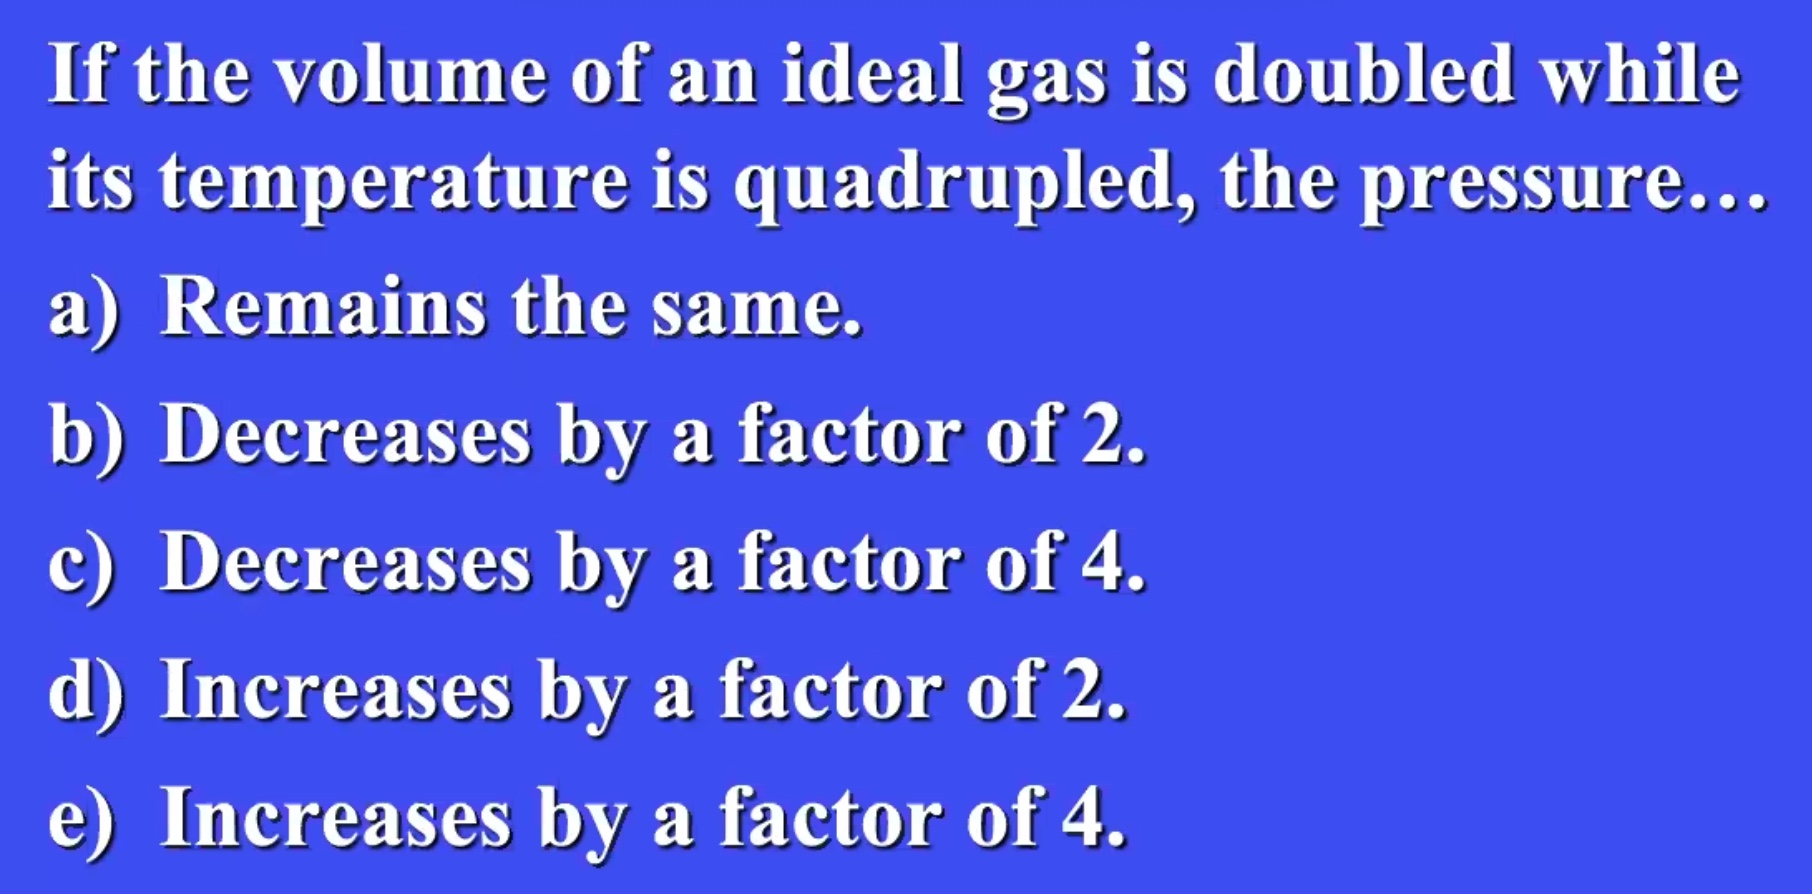 If the volume of an ideal gas is doubled while
its temperature is quadrupled, the pressure...
a) Remains the same.
b) Decreases by a factor of 2.
c) Decreases by a factor of 4.
d) Increases by a factor of 2.
e) Increases by a factor of 4.